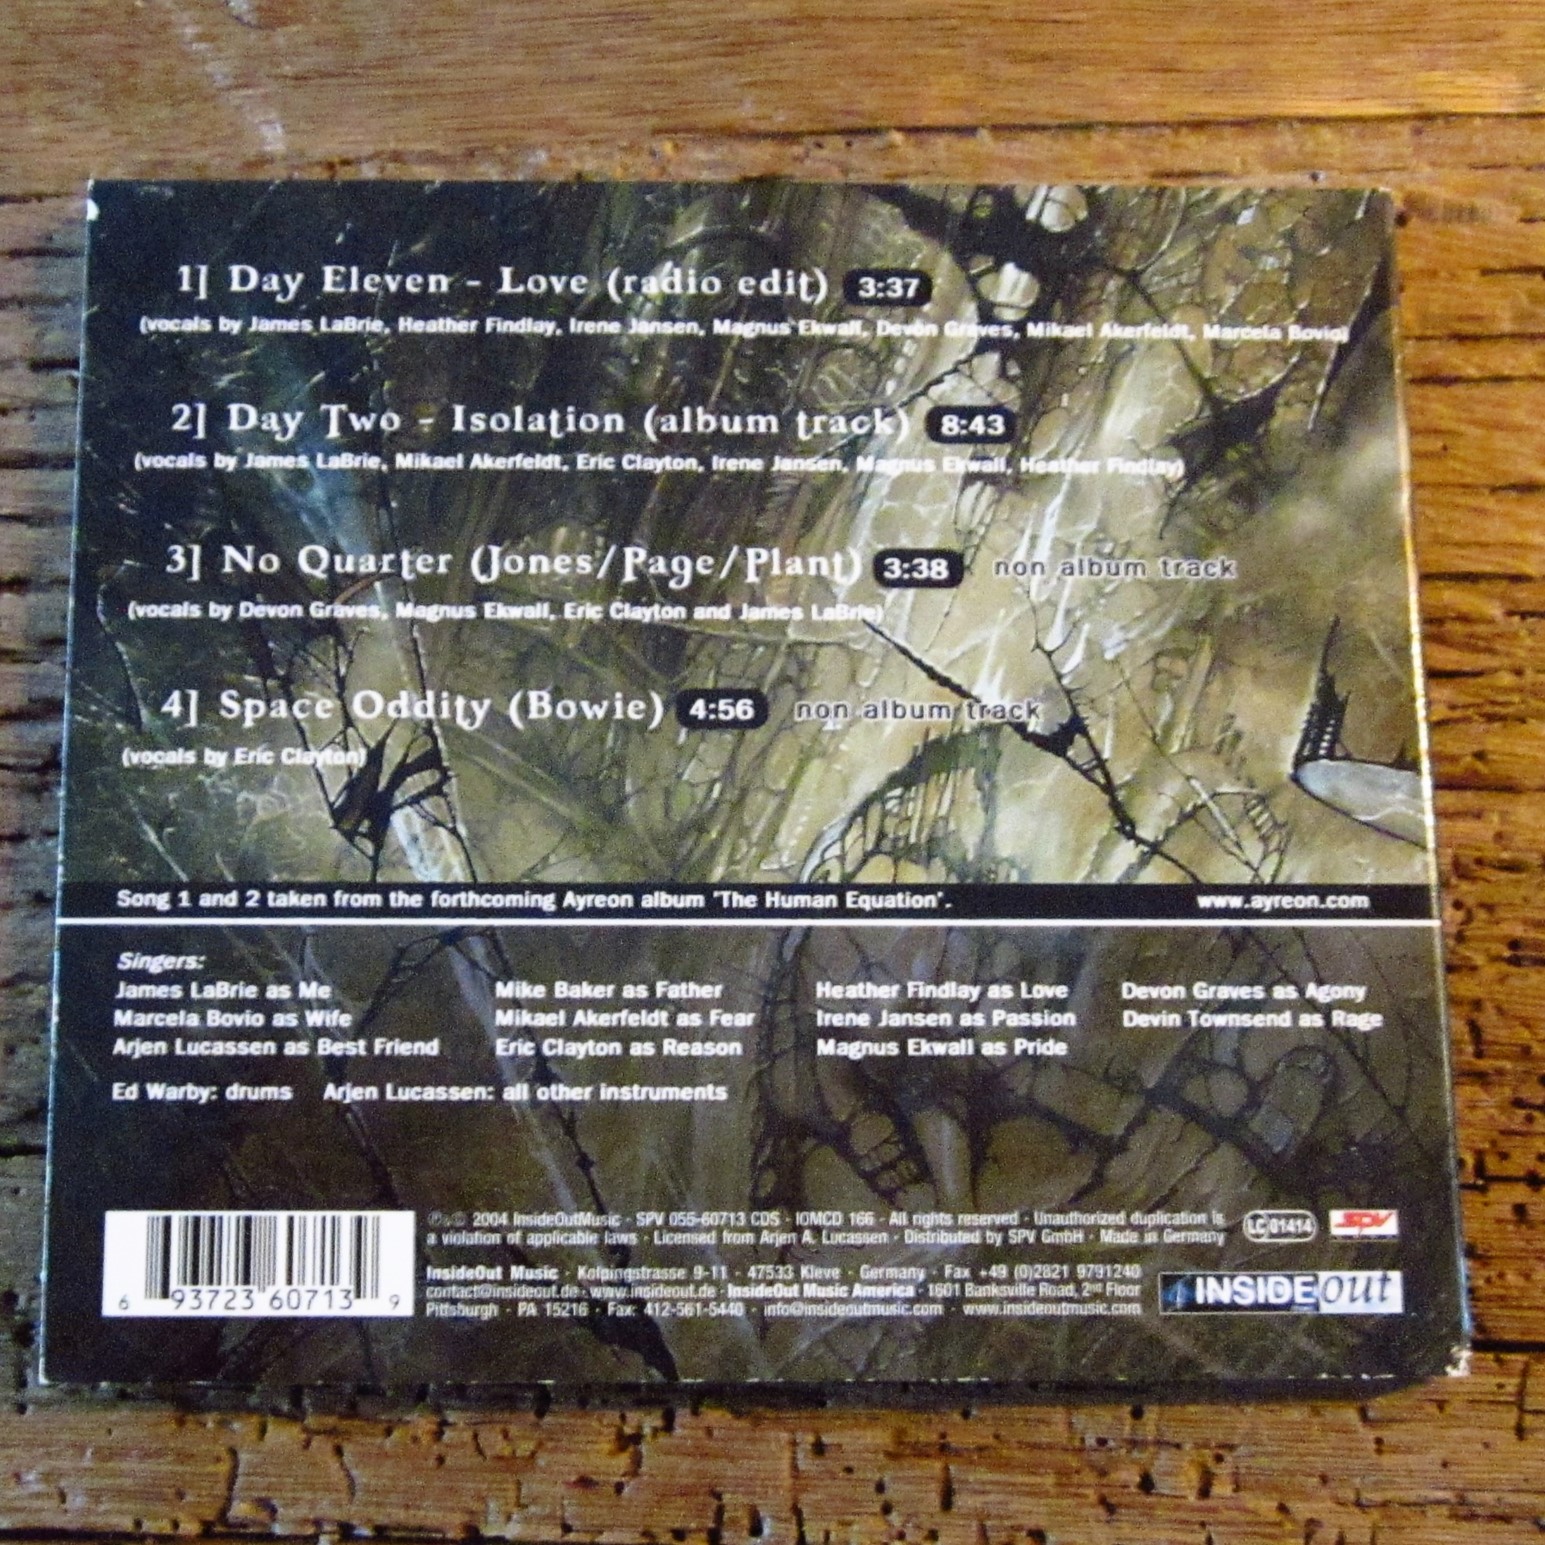 1] Day Eleven - Love (radio edit) 3:37
(vocals by James LaBrie, Heather Findlay, Irene Jansen, Magnus Ekwall, Devon Graves, Mikael Akerfeldt, Marcela Bovio)
2] Day Two - Isolation (album track) 8:43
(vocals by James LaBrie, Mikael Akerfeldt, Eric Clayton, Irene Jansen, Magnus Ekwall, Heather Findlay)
3] No Quarter (Jones/Page/Plant) 3:38 non album track
(vocals by Devon Graves, Magnus Ekwall, Eric Clayton and James LaBrie)
4] Space Oddity (Bowie) 4:56 non album track
(vocals by Eric Clayton)
Song 1 and 2 taken from the forthcoming Ayreon album 'The Human Equation'. www.ayreon.com
Singers:
James LaBrie as Me
Marcela Bovio as Wife
Arjen Lucassen as Best Friend
Mike Baker as Father
Mikael Akerfeldt as Fear
Eric Clayton as Reason
Heather Findlay as Love
Irene Jansen as Passion
Magnus Ekwall as Pride
Devon Graves as Agony
Devin Townsend as Rage
Ed Warby: drums Arjen Lucassen: all other instruments
6 93723 60713 9
℗ & © 2004 InsideOutMusic · SPV 055-60713 CDS · IOMCD 166 · All rights reserved · Unauthorized duplication is
a violation of applicable laws · Licensed from Arjen A. Lucassen · Distributed by SPV GmbH · Made in Germany
LC 01414
SPV
InsideOut Music · Kolpingstrasse 9-11 · 47533 Kleve · Germany · Fax +49 (0)2821 9791240
contact@insideout.de · www.insideout.de · InsideOut Music America · 1601 Banksville Road, 2nd Floor
Pittsburgh · PA 15216 · Fax: 412-561-5440 · info@insideoutmusic.com · www.insideoutmusic.com
INSIDEout